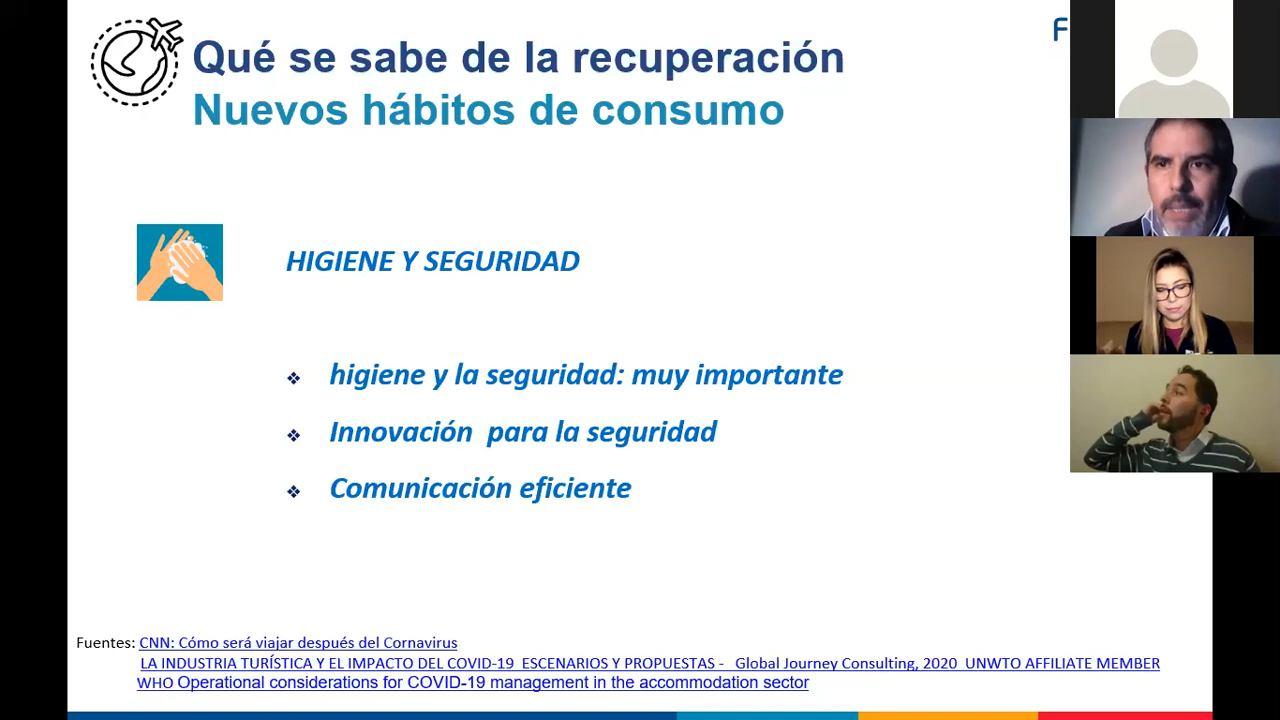 Qué se sabe de la recuperación
Nuevos hábitos de consumo
F
HIGIENE Y SEGURIDAD
higiene y la seguridad: muy importante
Innovación para la seguridad
Comunicación eficiente
Fuentes: CNN: Cómo será viajar después del Cornavirus
LA INDUSTRIA TURÍSTICA Y EL IMPACTO DEL COVID-19 ESCENARIOS Y PROPUESTAS - Global Journey Consulting, 2020 UNWTO AFFILIATE MEMBER
WHO Operational considerations for COVID-19 management in the accommodation sector